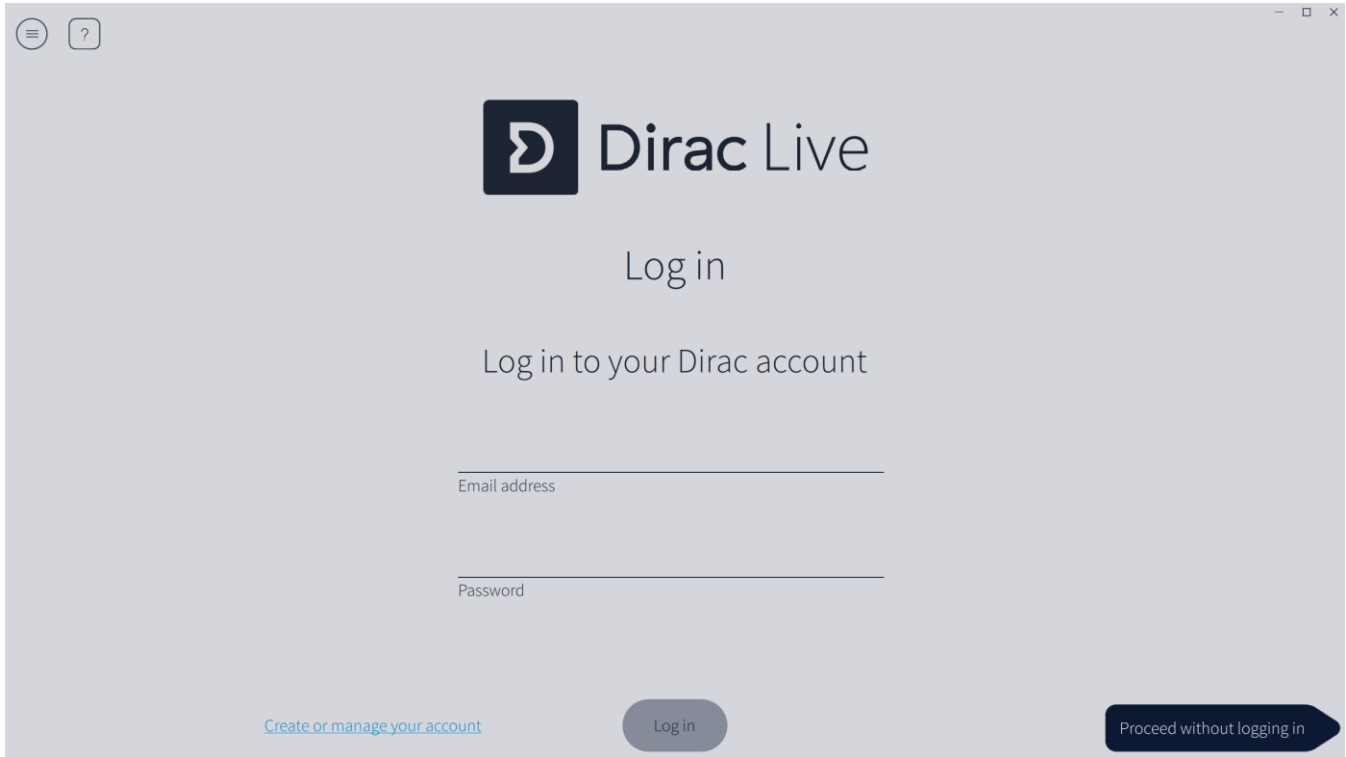 ?
Dirac Live
Log in
Log in to your Dirac account
Email address
Password
Create or manage your account
Log in
Proceed without logging in